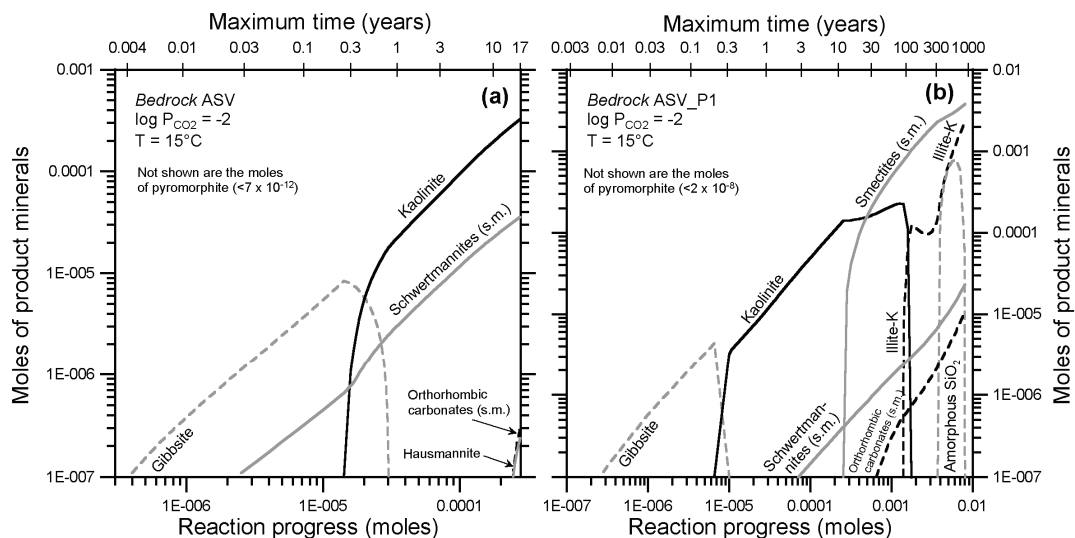 Maximum time (years)
0.004 0.01 0.03 0.1 0.3 1 3 10 17
Moles of product minerals
0.001
0.0001
1E-005
1E-006
1E-007
(a)
Bedrock ASV
log PCO2 = -2
T = 15°C
Not shown are the moles
of pyromorphite (<7 x 10-12)
Kaolinite
Schwertmannites (s.m.)
Gibbsite
Orthorhombic
carbonates (s.m.)
Hausmannite
1E-006 1E-005 0.0001
Reaction progress (moles)
Maximum time (years)
0.003 0.01 0.03 0.1 0.3 1 3 10 30 100 300 1000
(b)
Bedrock ASV_P1
log PCO2 = -2
T = 15°C
Not shown are the moles
of pyromorphite (<2 x 10-8)
Smectites (s.m.)
Illite-K
Kaolinite
Illite-K
Gibbsite
Schwertman-
nites (s.m.)
Orthorhombic
carbonates (s.m.)
Amorphous SiO2
0.01
0.001
0.0001
1E-005
1E-006
1E-007
Moles of product minerals
1E-007 1E-006 1E-005 0.0001 0.001 0.01
Reaction progress (moles)